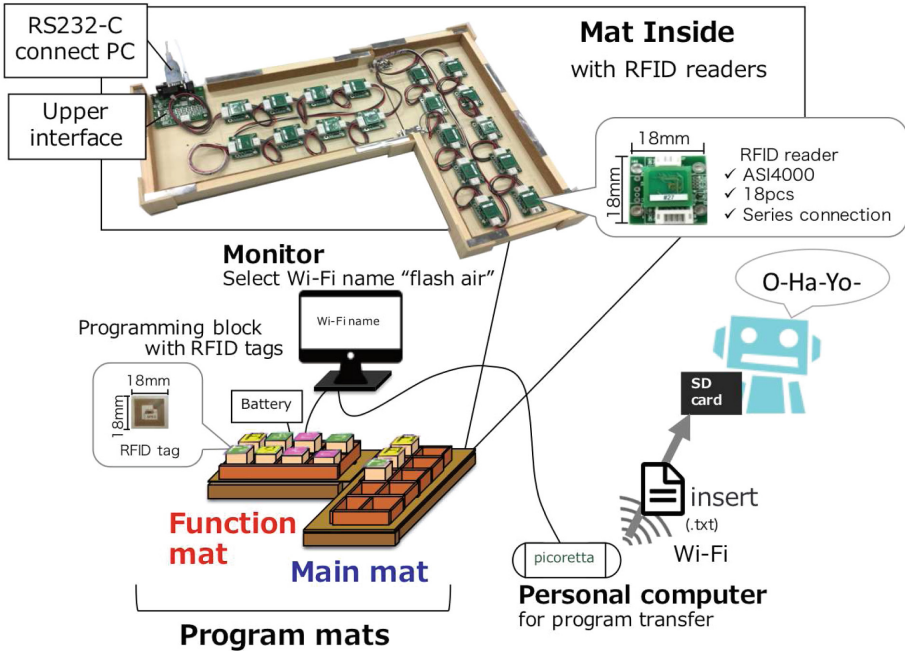 RS232-C
connect PC
Upper
interface
Mat Inside
with RFID readers
18mm
18mm
#27
RFID reader
✓ ASI4000
✓ 18pcs
✓ Series connection
Monitor
Select Wi-Fi name “flash air”
Wi-Fi name
Programming block
with RFID tags
18mm
18mm
RFID tag
Battery
O-Ha-Yo-
SD
card
insert
(.txt)
Wi-Fi
Function
mat
Main mat
picoretta
Personal computer
for program transfer
Program mats